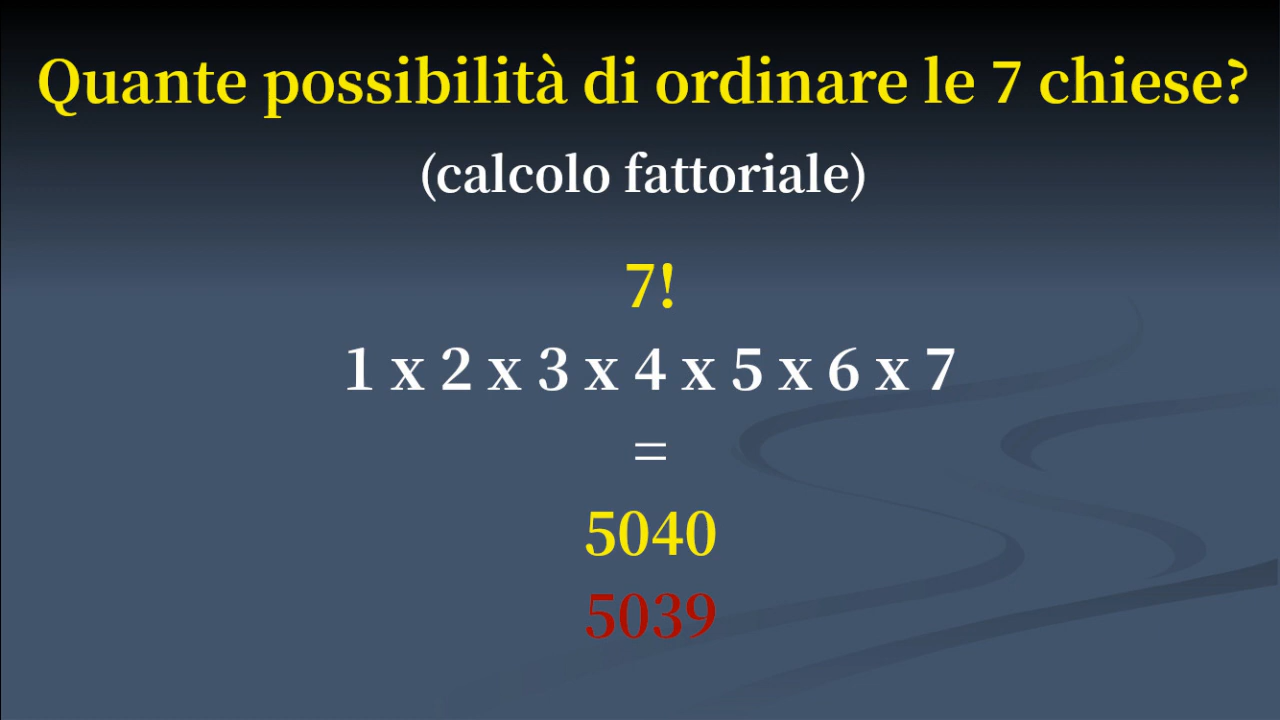 Quante possibilità di ordinare le 7 chiese?
(calcolo fattoriale)
7!
1 x 2 x 3 x 4 x 5 x 6 x 7
=
5040
5039